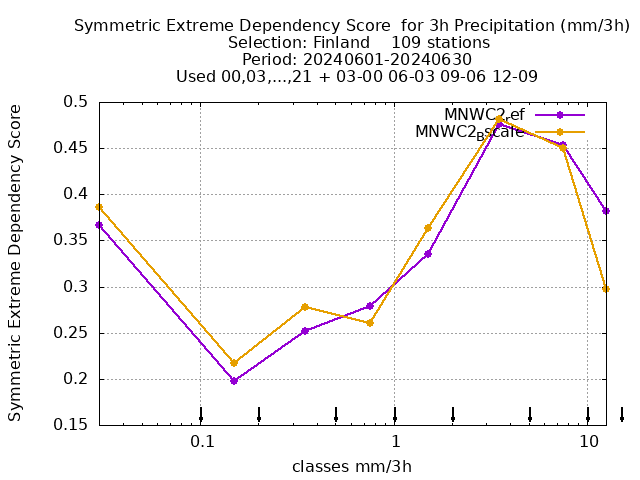 Symmetric Extreme Dependency Score  for 3h Precipitation (mm/3h)
Selection: Finland    109 stations
Period: 20240601-20240630
Used 00,03,...,21 + 03-00 06-03 09-06 12-09
MNWC2_ref
MNWC2_Bscale
0.5
0.45
0.4
0.35
0.3
0.25
0.2
0.15
Symmetric Extreme Dependency Score
0.1
1
10
classes mm/3h